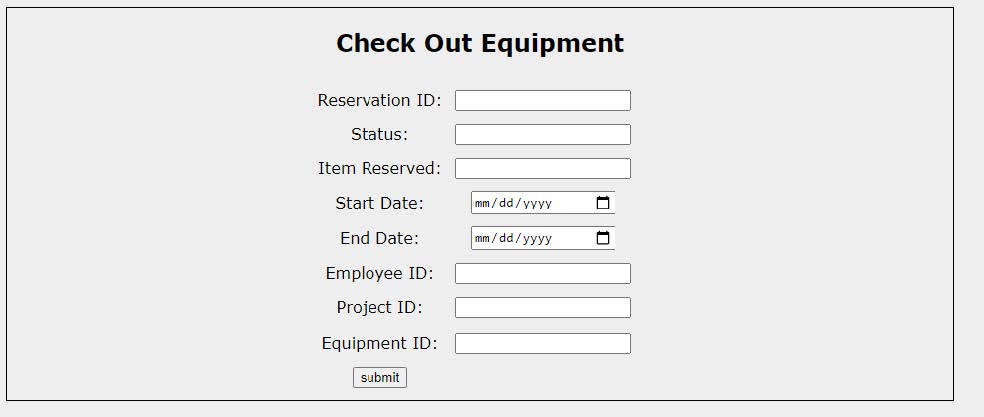 Check Out Equipment
Reservation ID:
Status:
Item Reserved:
Start Date: mm/dd/yyyy
End Date: mm/dd/yyyy
Employee ID:
Project ID:
Equipment ID:
submit